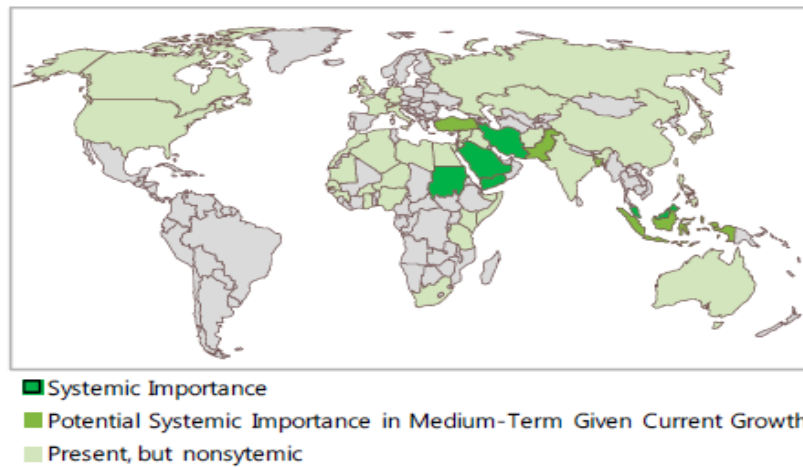 Systemic Importance
Potential Systemic Importance in Medium-Term Given Current Growth
Present, but nonsytemic